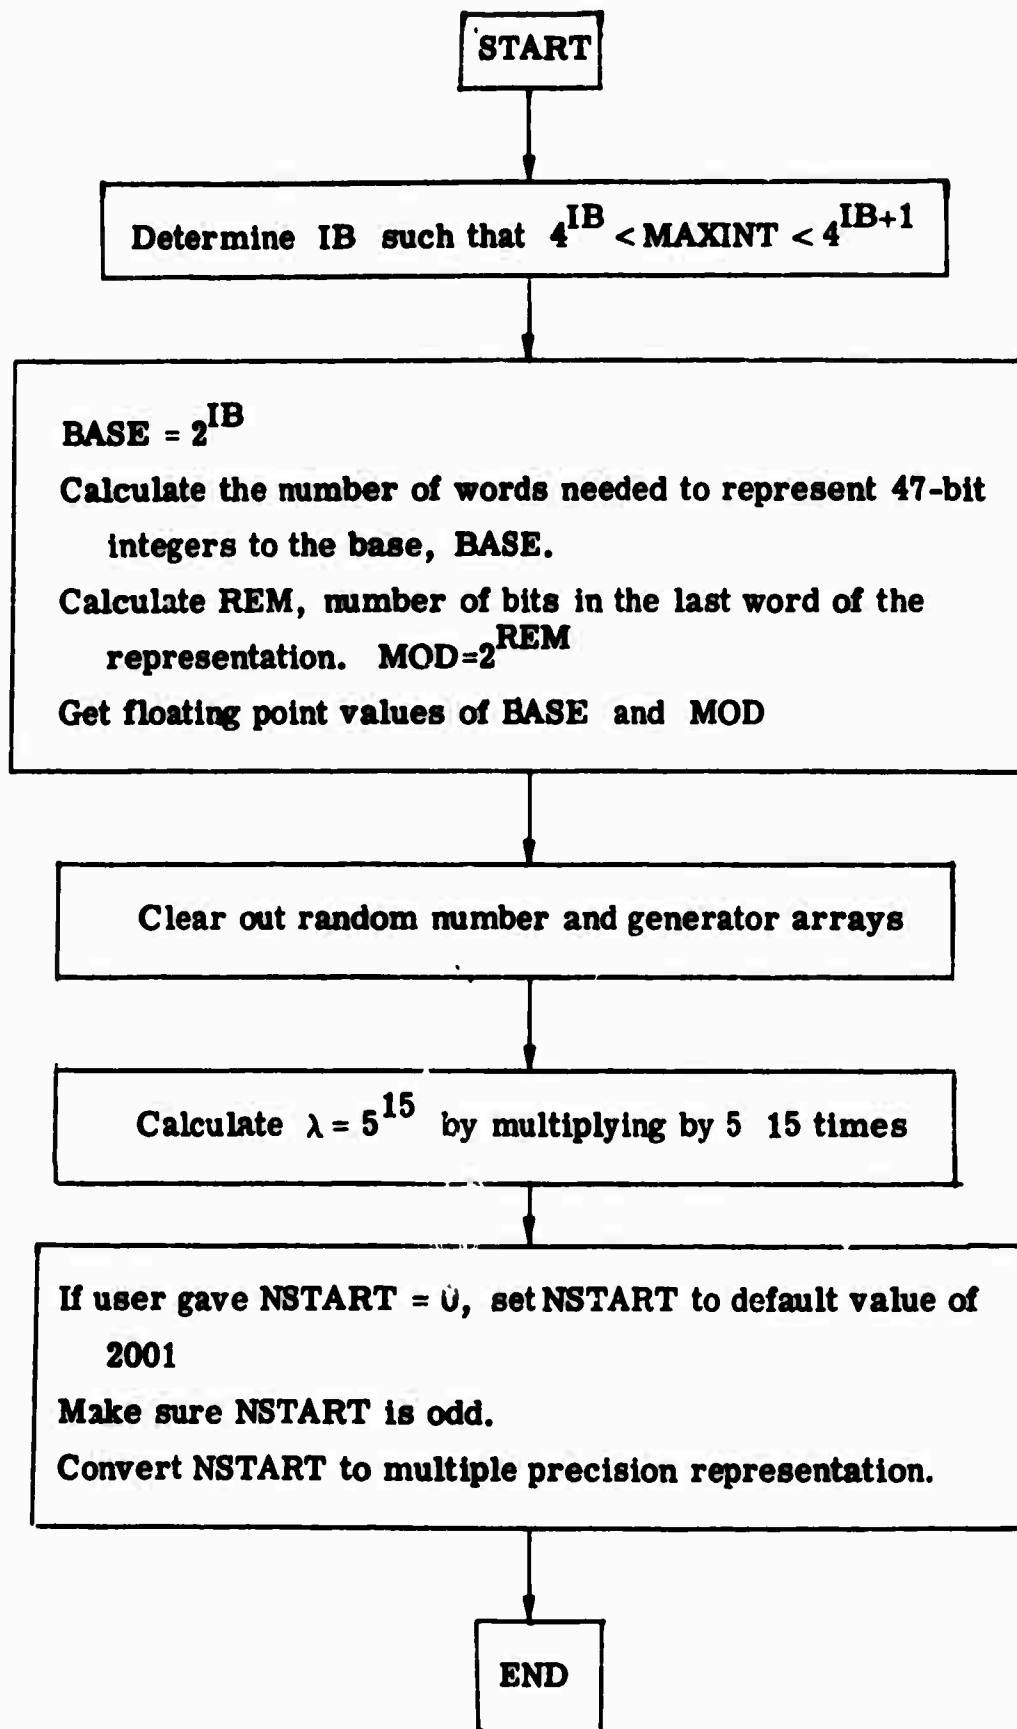 START
Determine IB such that 4^IB < MAXINT < 4^IB+1
BASE = 2^IB
Calculate the number of words needed to represent 47-bit
integers to the base, BASE.
Calculate REM, number of bits in the last word of the
representation. MOD=2^REM
Get floating point values of BASE and MOD
Clear out random number and generator arrays
Calculate λ = 5^15 by multiplying by 5 15 times
If user gave NSTART = 0, set NSTART to default value of
2001
Make sure NSTART is odd.
Convert NSTART to multiple precision representation.
END